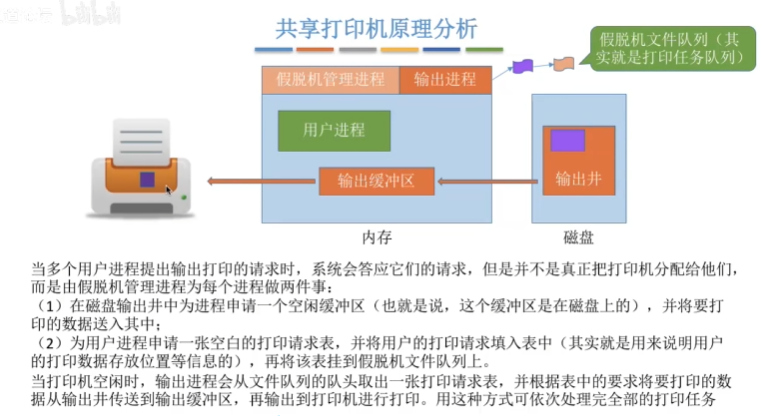 共享打印机原理分析
假脱机文件队列（其
实就是打印任务队列）
假脱机管理进程
输出进程
用户进程
输出缓冲区
输出井
内存
磁盘
当多个用户进程提出输出打印的请求时，系统会答应它们的请求，但是并不是真正把打印机分配给他们，
而是由假脱机管理进程为每个进程做两件事：
（1）在磁盘输出井中为进程申请一个空闲缓冲区（也就是说，这个缓冲区是在磁盘上的），并将要打
印的数据送入其中；
（2）为用户进程申请一张空白的打印请求表，并将用户的打印请求填入表中（其实就是用来说明用户
的打印数据存放位置等信息的），再将该表挂到假脱机文件队列上。
当打印机空闲时，输出进程会从文件队列的队头取出一张打印请求表，并根据表中的要求将要打印的数
据从输出井传送到输出缓冲区，再输出到打印机进行打印。用这种方式可依次处理完全部的打印任务